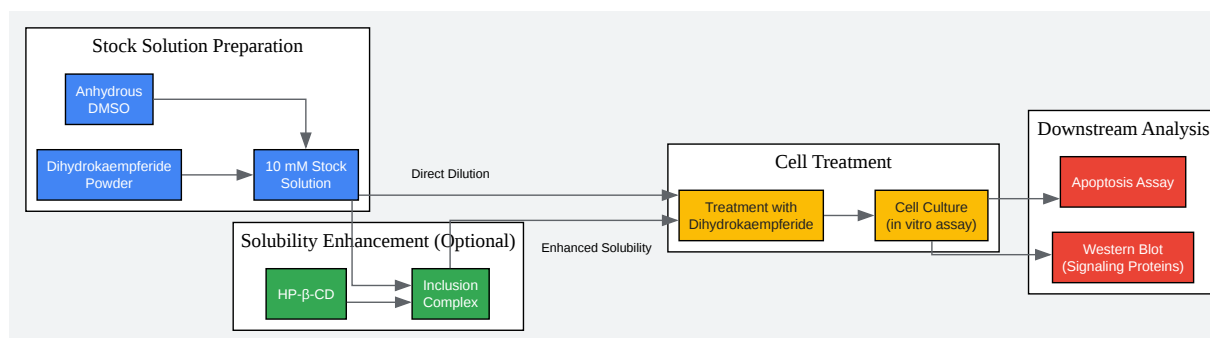 Stock Solution Preparation
Anhydrous
DMSO
Dihydrokaempferide
Powder
10 mM Stock
Solution
Direct Dilution
Solubility Enhancement (Optional)
HP-β-CD
Inclusion
Complex
Enhanced Solubility
Cell Treatment
Treatment with
Dihydrokaempferide
Cell Culture
(in vitro assay)
Downstream Analysis
Apoptosis Assay
Western Blot
(Signaling Proteins)